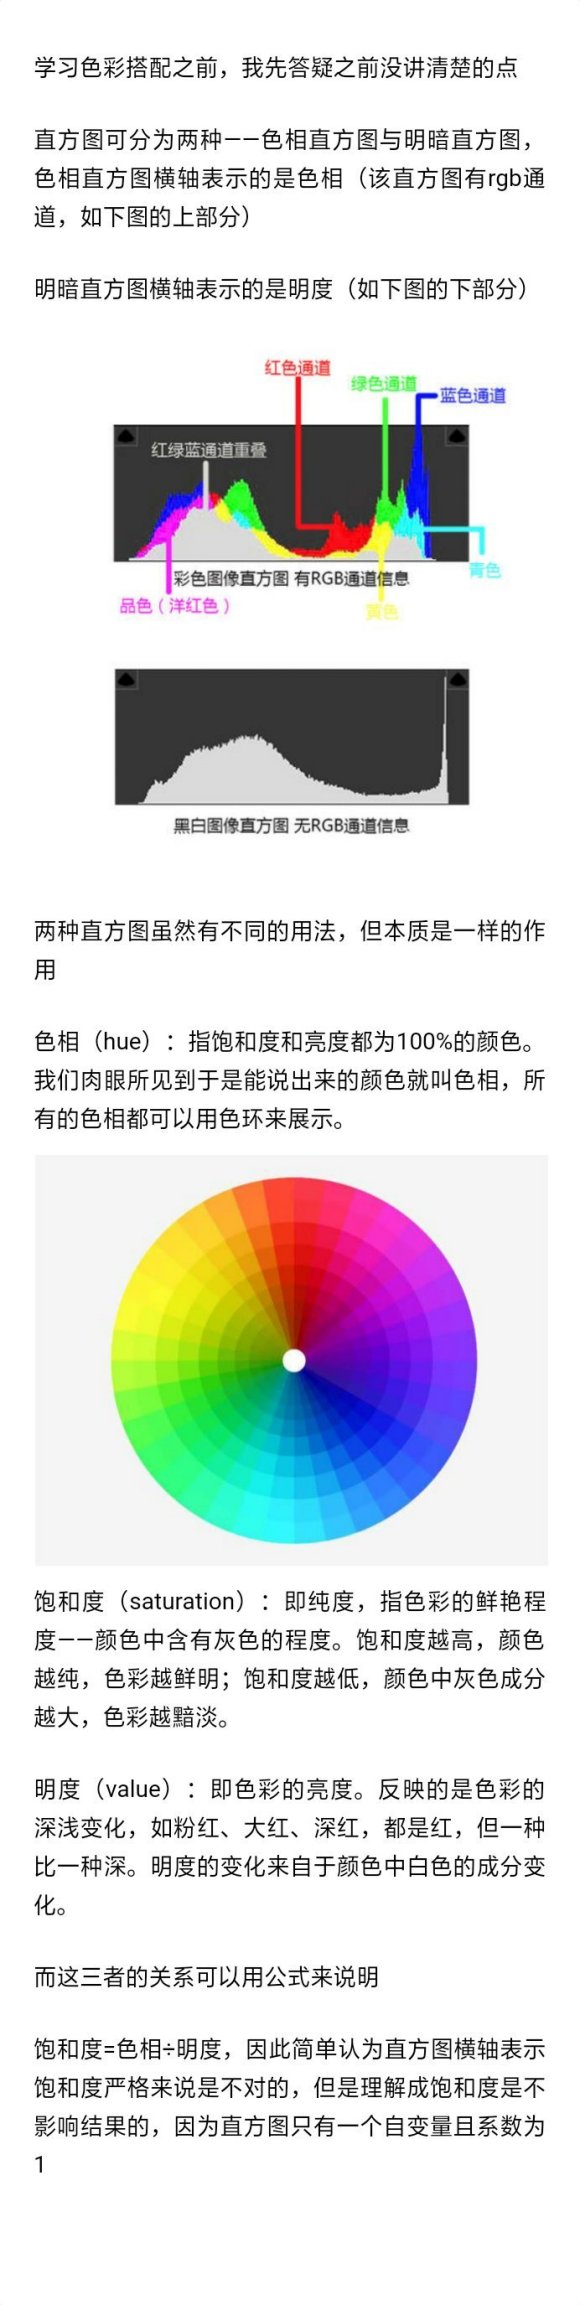 学习色彩搭配之前，我先答疑之前没讲清楚的点
直方图可分为两种——色相直方图与明暗直方图，
色相直方图横轴表示的是色相（该直方图有rgb通
道，如下图的上部分）
明暗直方图横轴表示的是明度（如下图的下部分）
红色通道
绿色通道
蓝色通道
红绿蓝通道重叠
青色
彩色图像直方图 有RGB通道信息
品色（洋红色）
黄色
黑白图像直方图 无RGB通道信息
两种直方图虽然有不同的用法，但本质是一样的作
用
色相（hue）：指饱和度和亮度都为100%的颜色。
我们肉眼所见到于是能说出来的颜色就叫色相，所
有的色相都可以用色环来展示。
饱和度（saturation）：即纯度，指色彩的鲜艳程
度——颜色中含有灰色的程度。饱和度越高，颜色
越纯，色彩越鲜明；饱和度越低，颜色中灰色成分
越大，色彩越黯淡。
明度（value）：即色彩的亮度。反映的是色彩的
深浅变化，如粉红、大红、深红，都是红，但一种
比一种深。明度的变化来自于颜色中白色的成分变
化。
而这三者的关系可以用公式来说明
饱和度=色相÷明度，因此简单认为直方图横轴表示
饱和度严格来说是不对的，但是理解成饱和度是不
影响结果的，因为直方图只有一个自变量且系数为
1